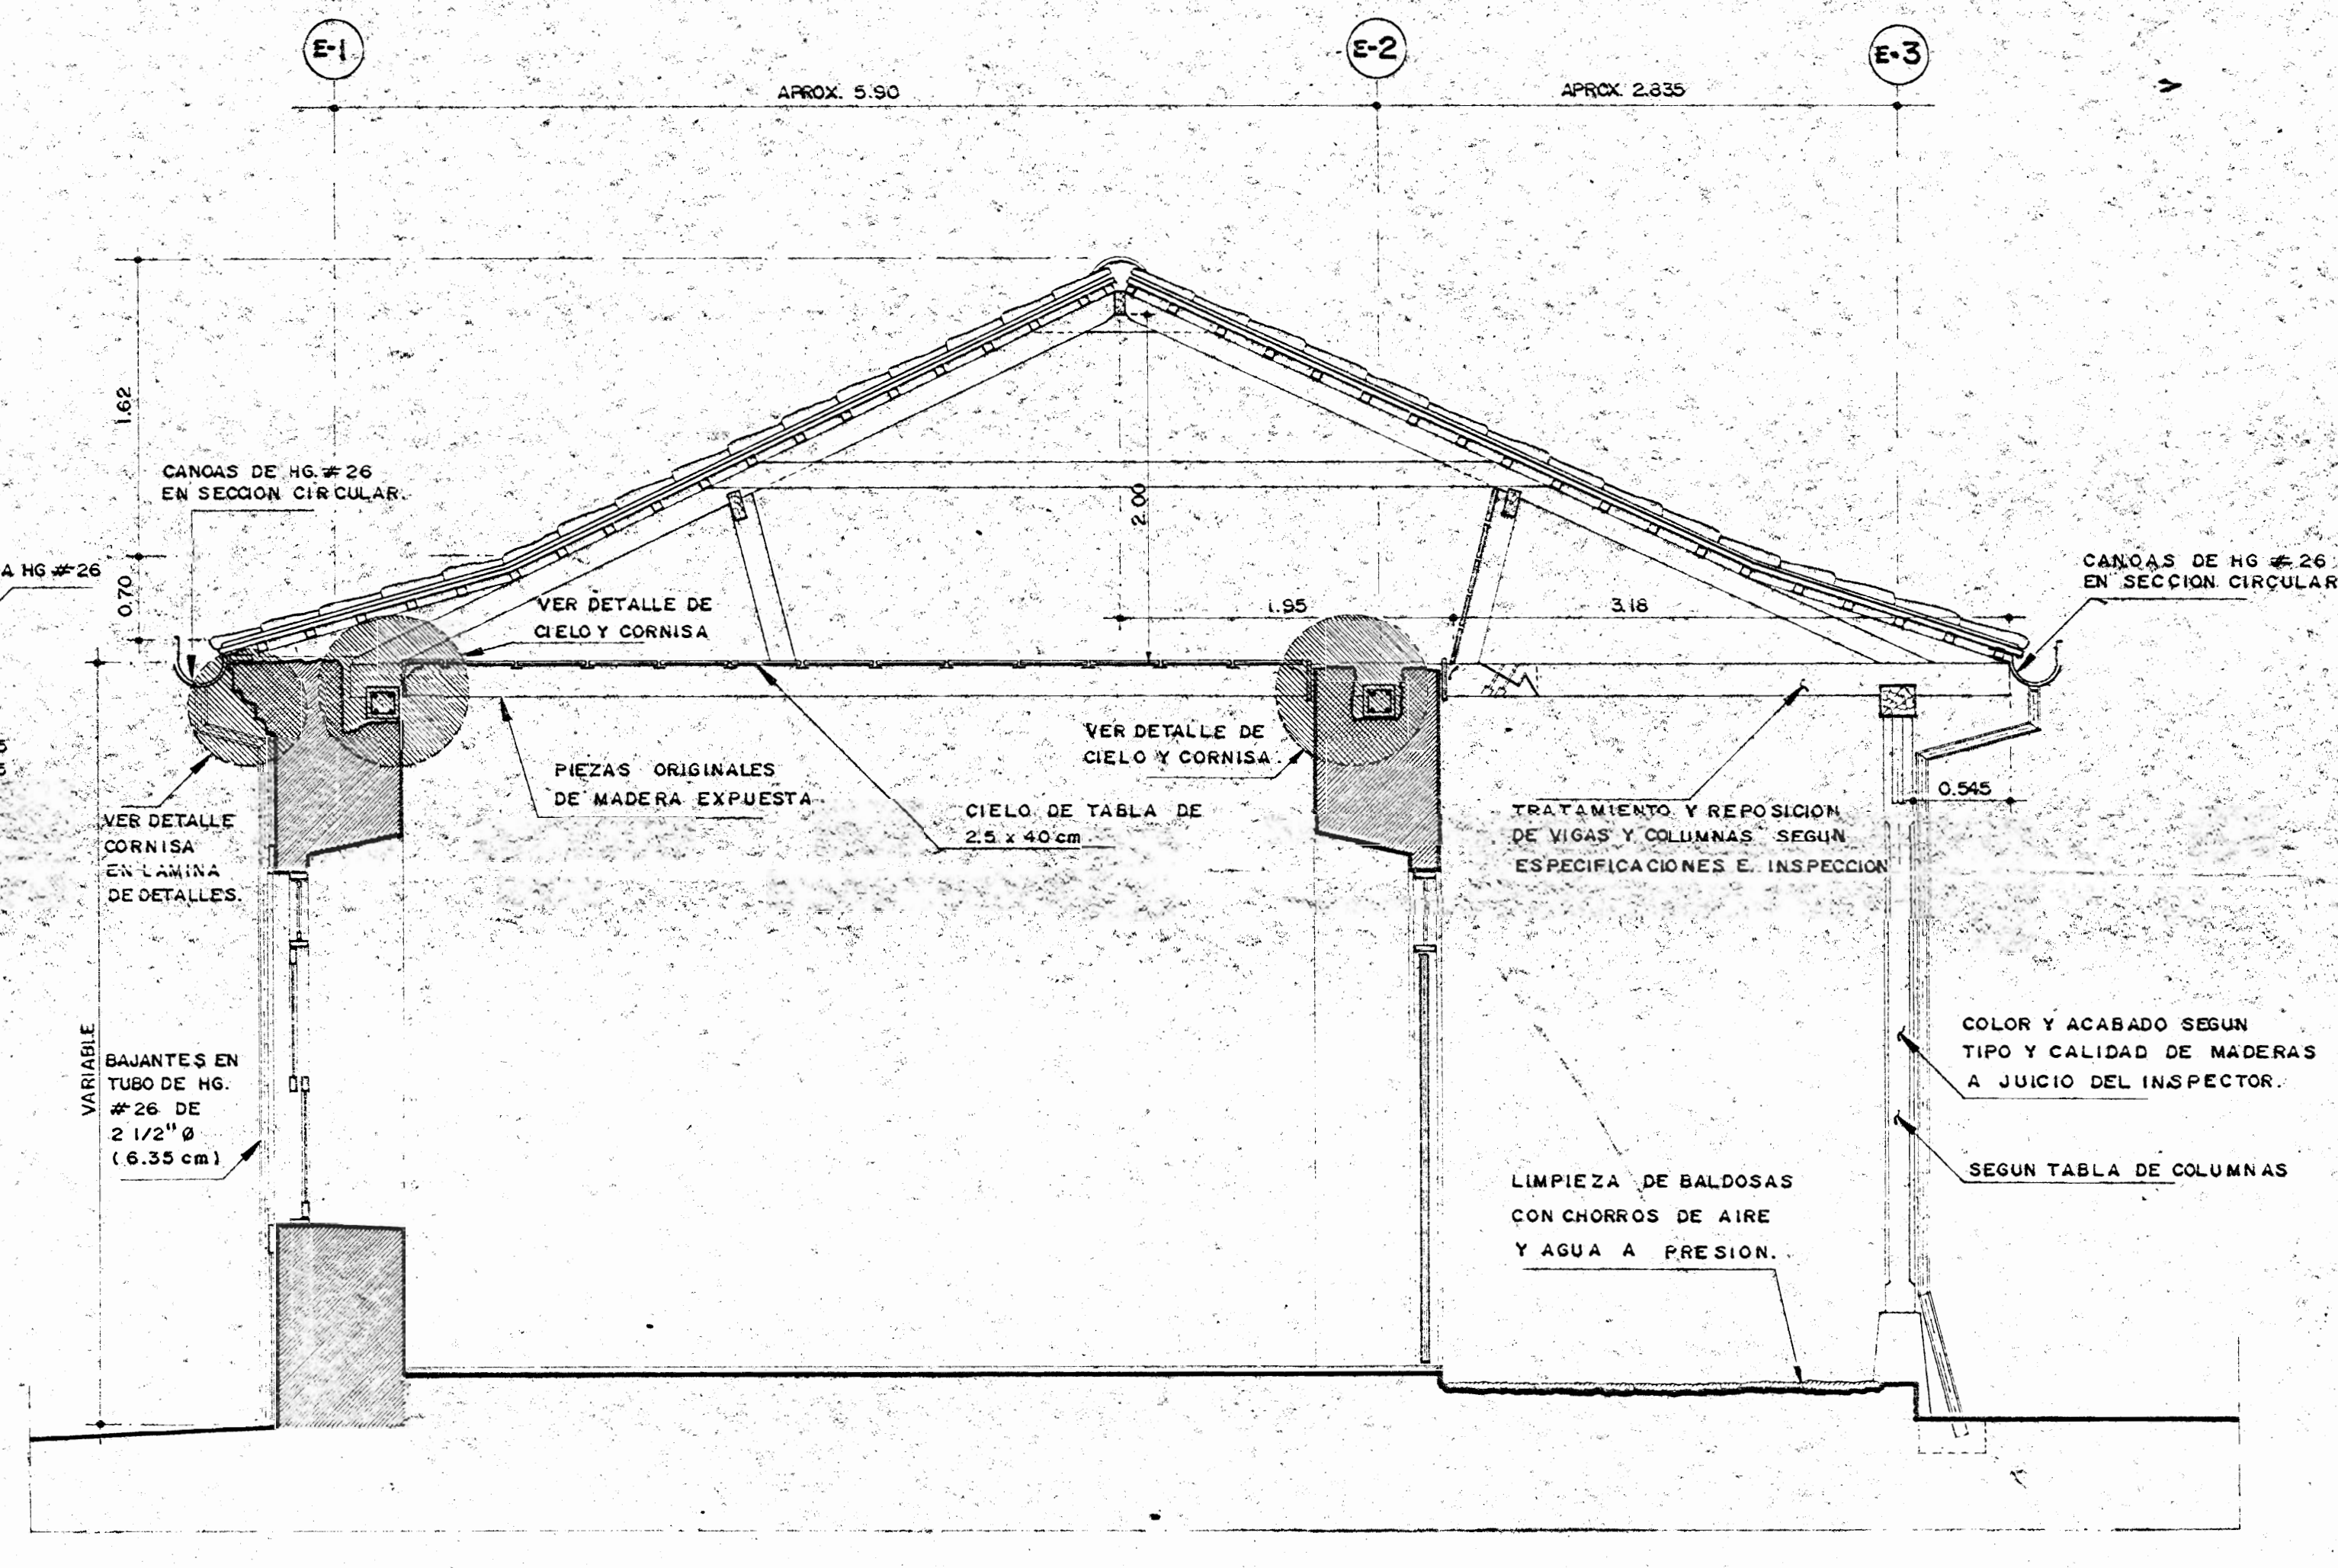 E-1
E-2
E-3
APROX. 5.90
APROX. 2.835
1.62
CANOAS DE HG. # 26
EN SECCION CIRCULAR.
A HG # 26
0.70
2.00
VER DETALLE DE
CIELO Y CORNISA
1.95
3.18
CANOAS DE HG # 26
EN SECCION CIRCULAR
VER DETALLE DE
CIELO Y CORNISA.
PIEZAS ORIGINALES
DE MADERA EXPUESTA.
CIELO DE TABLA DE
2.5 x 40 cm
TRATAMIENTO Y REPOSICION
DE VIGAS Y COLUMNAS SEGUN
ESPECIFICACIONES E INSPECCION
0.545
VER DETALLE
CORNISA
EN LAMINA
DE DETALLES.
VARIABLE
BAJANTES EN
TUBO DE HG.
# 26 DE
2 1/2" Ø
(6.35 cm)
COLOR Y ACABADO SEGUN
TIPO Y CALIDAD DE MADERAS
A JUICIO DEL INSPECTOR.
SEGUN TABLA DE COLUMNAS
LIMPIEZA DE BALDOSAS
CON CHORROS DE AIRE
Y AGUA A PRESION.